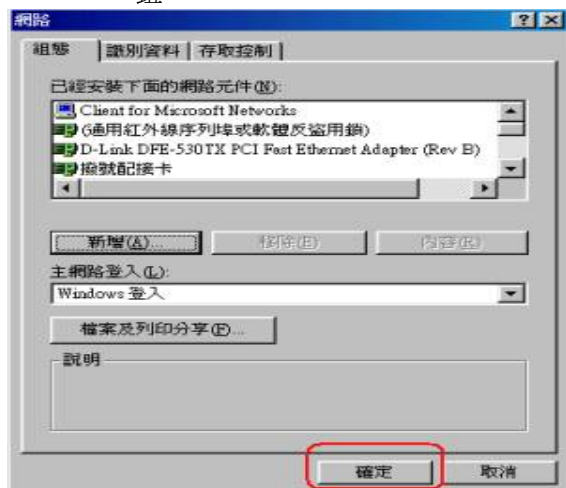 鈕
網路
組態 識別資料 存取控制
已經安裝下面的網路元件(N):
Client for Microsoft Networks
(通用紅外線序列埠或軟體反盜用鎖)
D-Link DFE-530TX PCI Fast Ethernet Adapter (Rev B)
撥號配接卡
新增(A)... 移除(E) 內容(R)
主網路登入(L):
Windows 登入
檔案及列印分享(F)...
說明
確定 取消